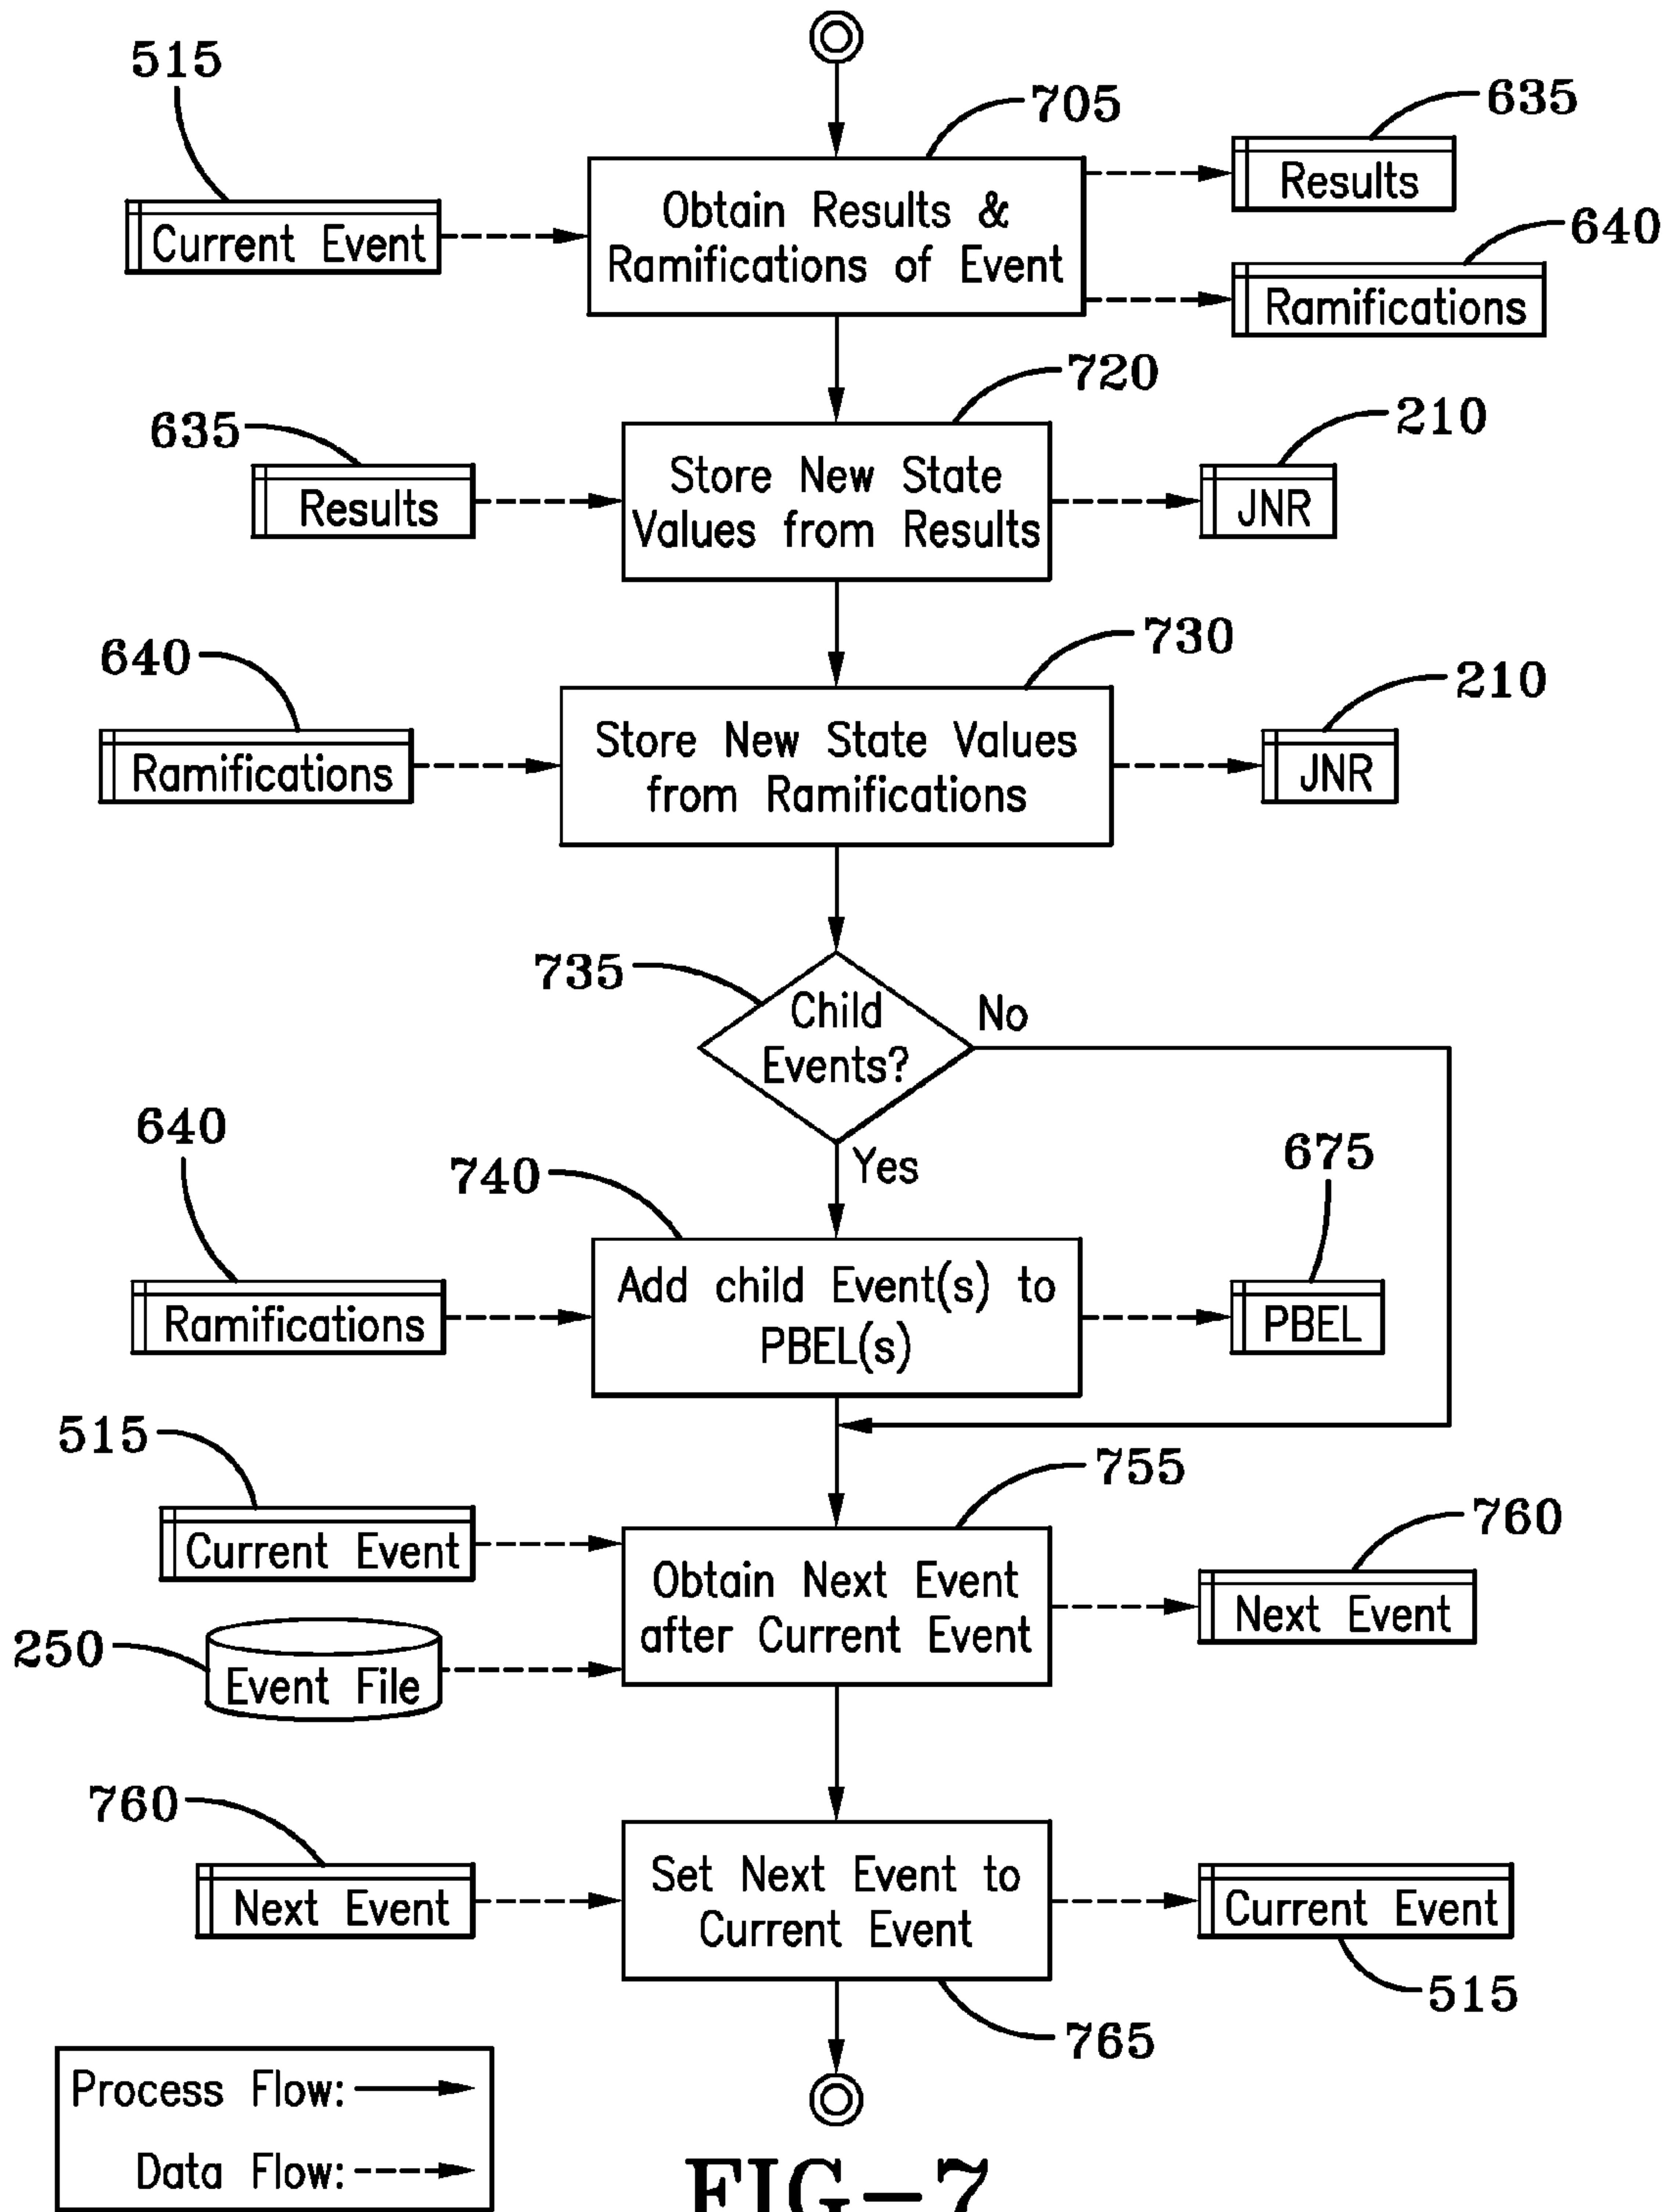 515
705
635
Results
Current Event
Obtain Results &
Ramifications of Event
640
Ramifications
720
635
210
Results
Store New State
Values from Results
JNR
730
640
210
Ramifications
Store New State Values
from Ramifications
JNR
735
Child
Events?
No
Yes
640
740
675
Ramifications
Add child Event(s) to
PBEL(s)
PBEL
515
755
760
Current Event
250
Event File
Obtain Next Event
after Current Event
Next Event
760
Next Event
Set Next Event to
Current Event
Current Event
515
765
Process Flow:
Data Flow:
FIG-7